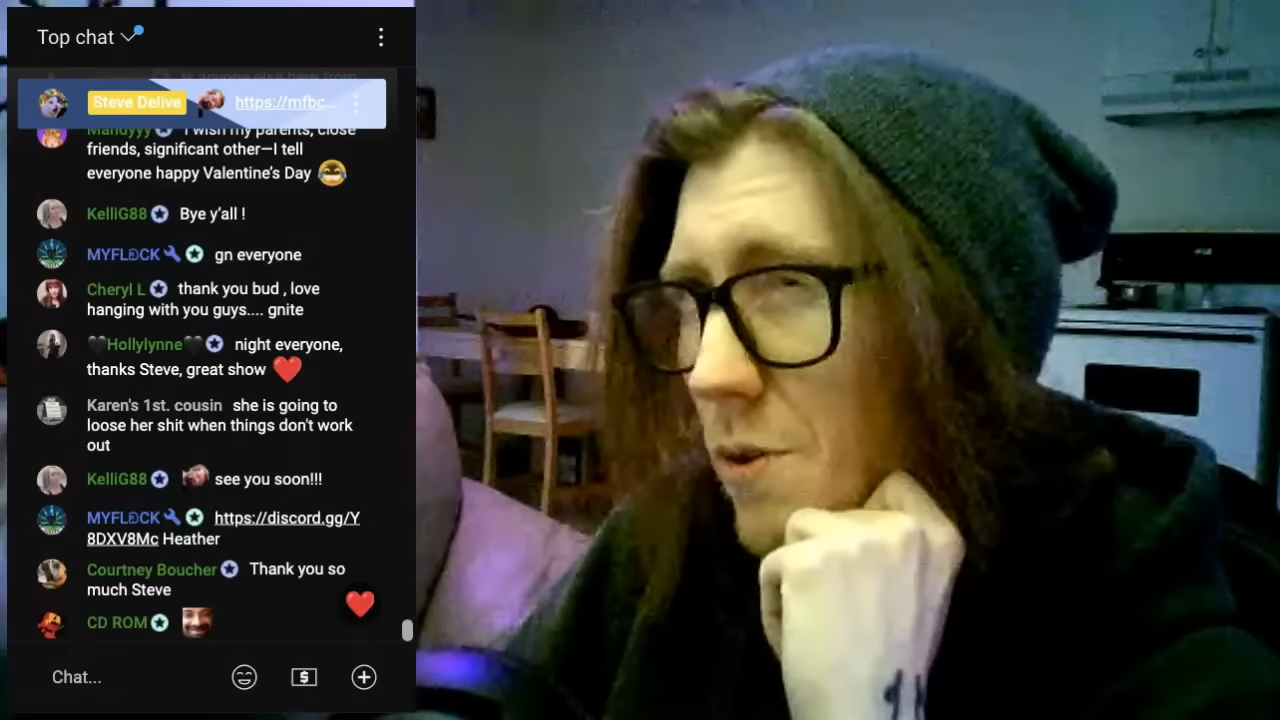 Top chat
Steve Delive https://mfbc...
Mandyyy I wish my parents, close
friends, significant other—I tell
everyone happy Valentine's Day
KelliG88 Bye y'all !
MYFLDCK gn everyone
Cheryl L thank you bud , love
hanging with you guys.... gnite
Hollylynne night everyone,
thanks Steve, great show
Karen's 1st. cousin she is going to
loose her shit when things don't work
out
KelliG88 see you soon!!!
MYFLDCK https://discord.gg/Y
8DXV8Mc Heather
Courtney Boucher Thank you so
much Steve
CD ROM
Chat...